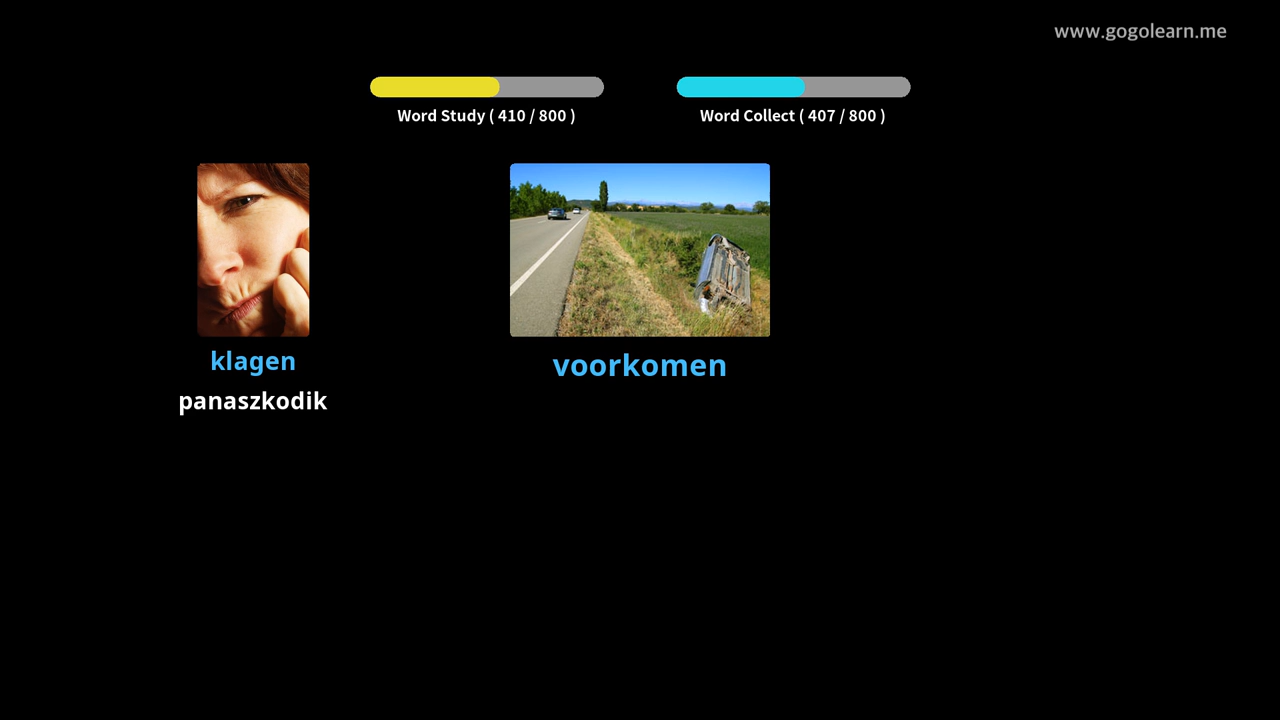 www.gogolearn.me
Word Study ( 410 / 800 )
Word Collect ( 407 / 800 )
klagen
panaszkodik
voorkomen